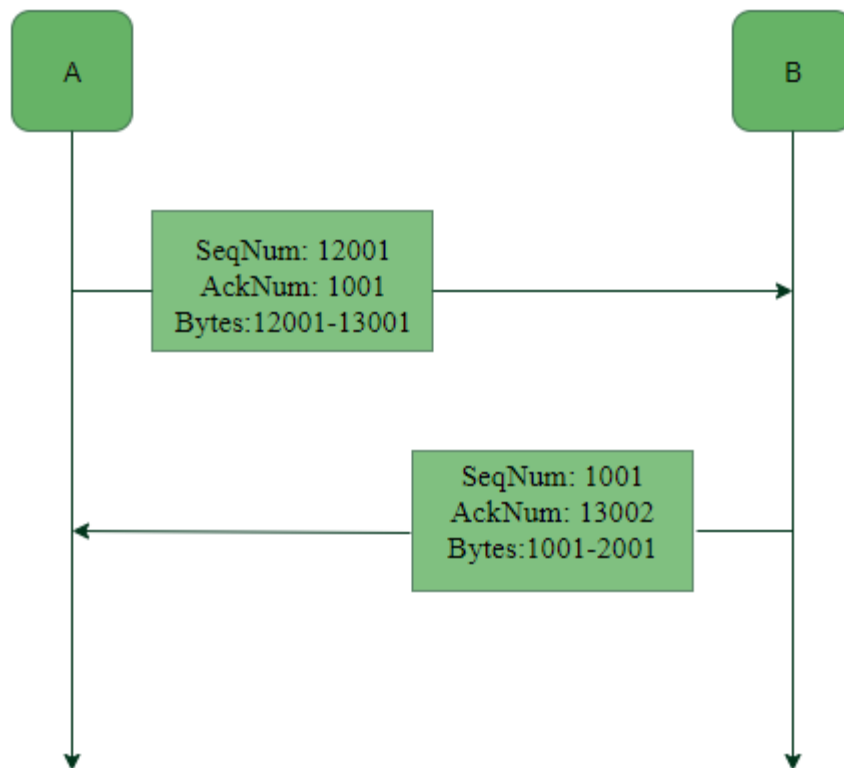 A
B
SeqNum: 12001
AckNum: 1001
Bytes:12001-13001
SeqNum: 1001
AckNum: 13002
Bytes:1001-2001